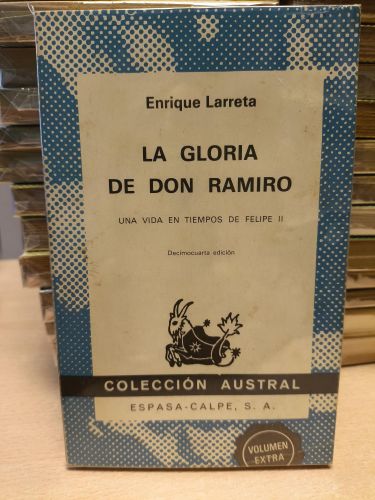 Enrique Larreta
LA GLORIA
DE DON RAMIRO
UNA VIDA EN TIEMPOS DE FELIPE II
Decimocuarta edición
COLECCIÓN AUSTRAL
ESPASA-CALPE, S. A.
VOLUMEN
EXTRA